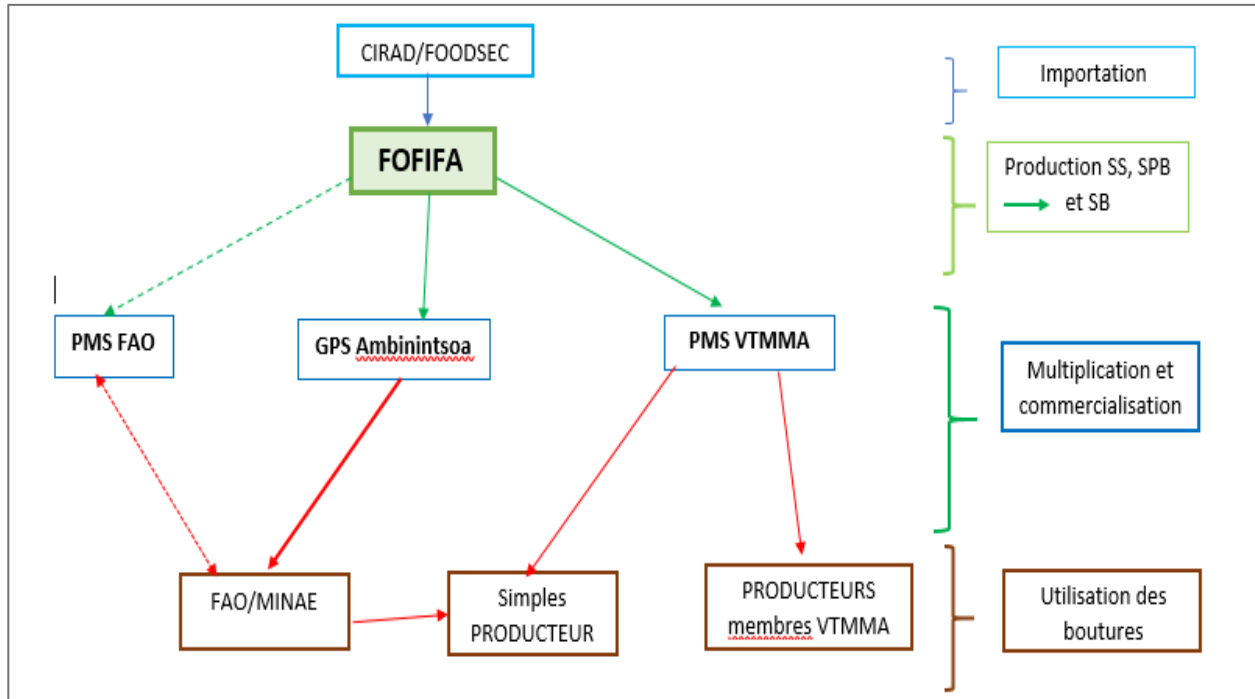 CIRAD/FOODSEC
Importation
FOFIFA
Production SS, SPB
et SB
PMS FAO
GPS Ambinintsoa
PMS VTMMA
Multiplication et
commercialisation
FAO/MINAE
Simples
PRODUCTEUR
PRODUCTEURS
membres VTMMA
Utilisation des
boutures